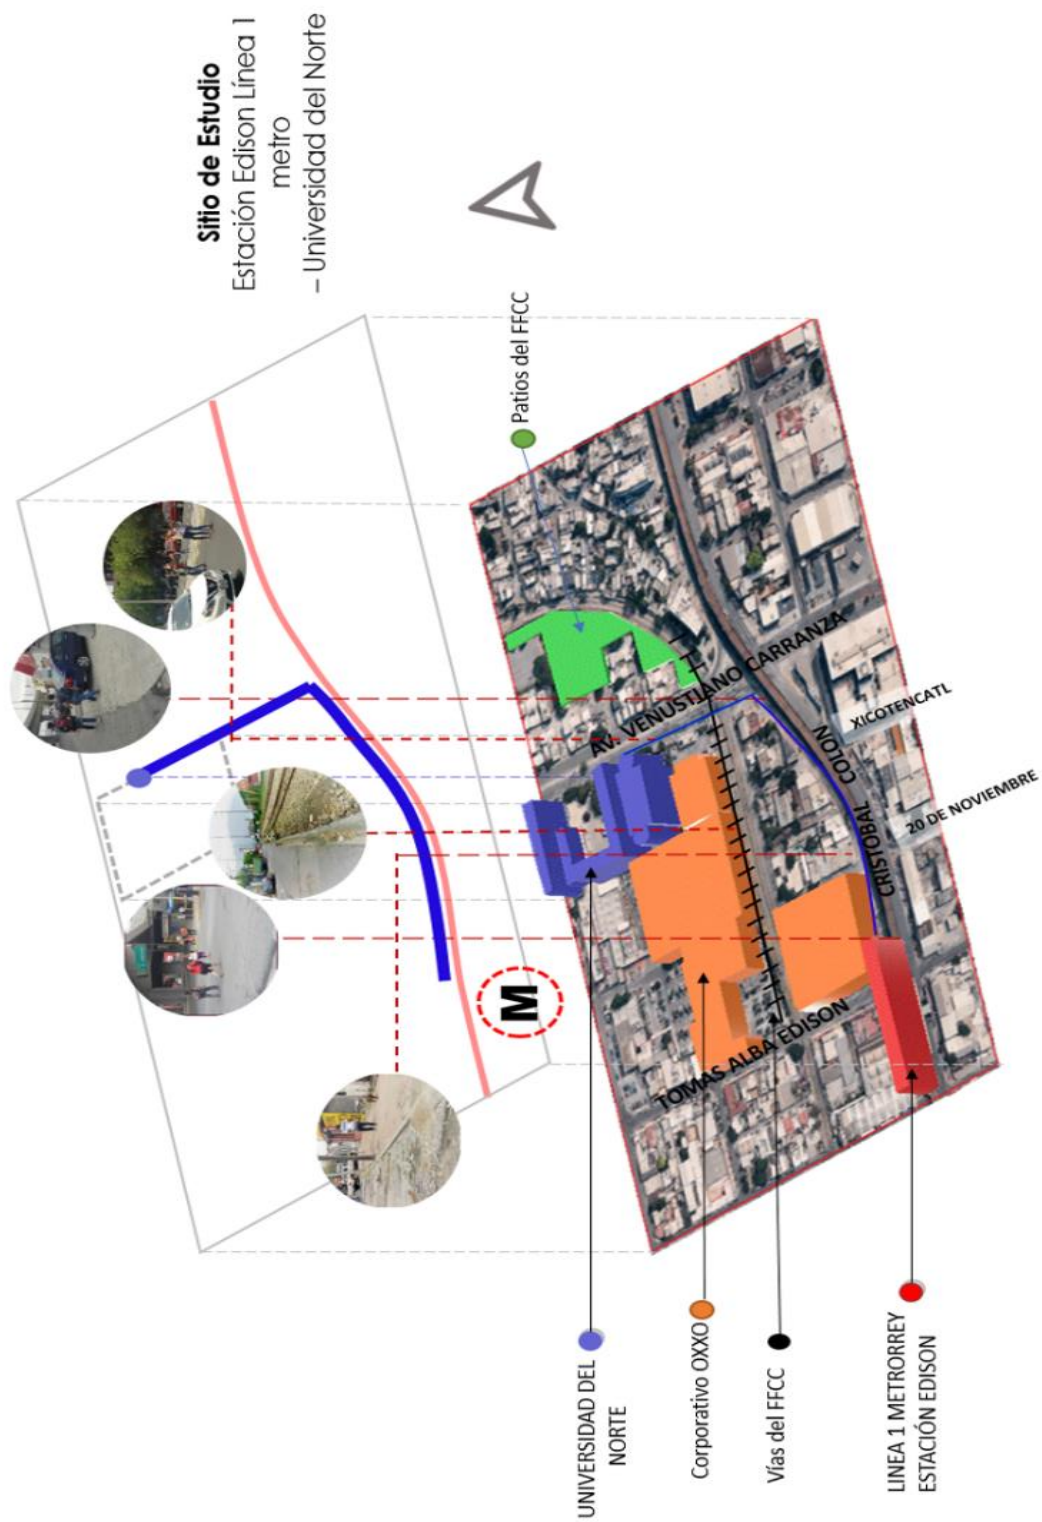 Sitio de Estudio
Estación Edison Línea 1
metro
– Universidad del Norte
Patios del FFCC
AV. VENUSTIANO CARRANZA
XICOTENCATL
CRISTOBAL COLON
20 DE NOVIEMBRE
TOMAS ALBA EDISON
M
UNIVERSIDAD DEL
NORTE
Corporativo OXXO
Vías del FFCC
LINEA 1 METRORREY
ESTACIÓN EDISON